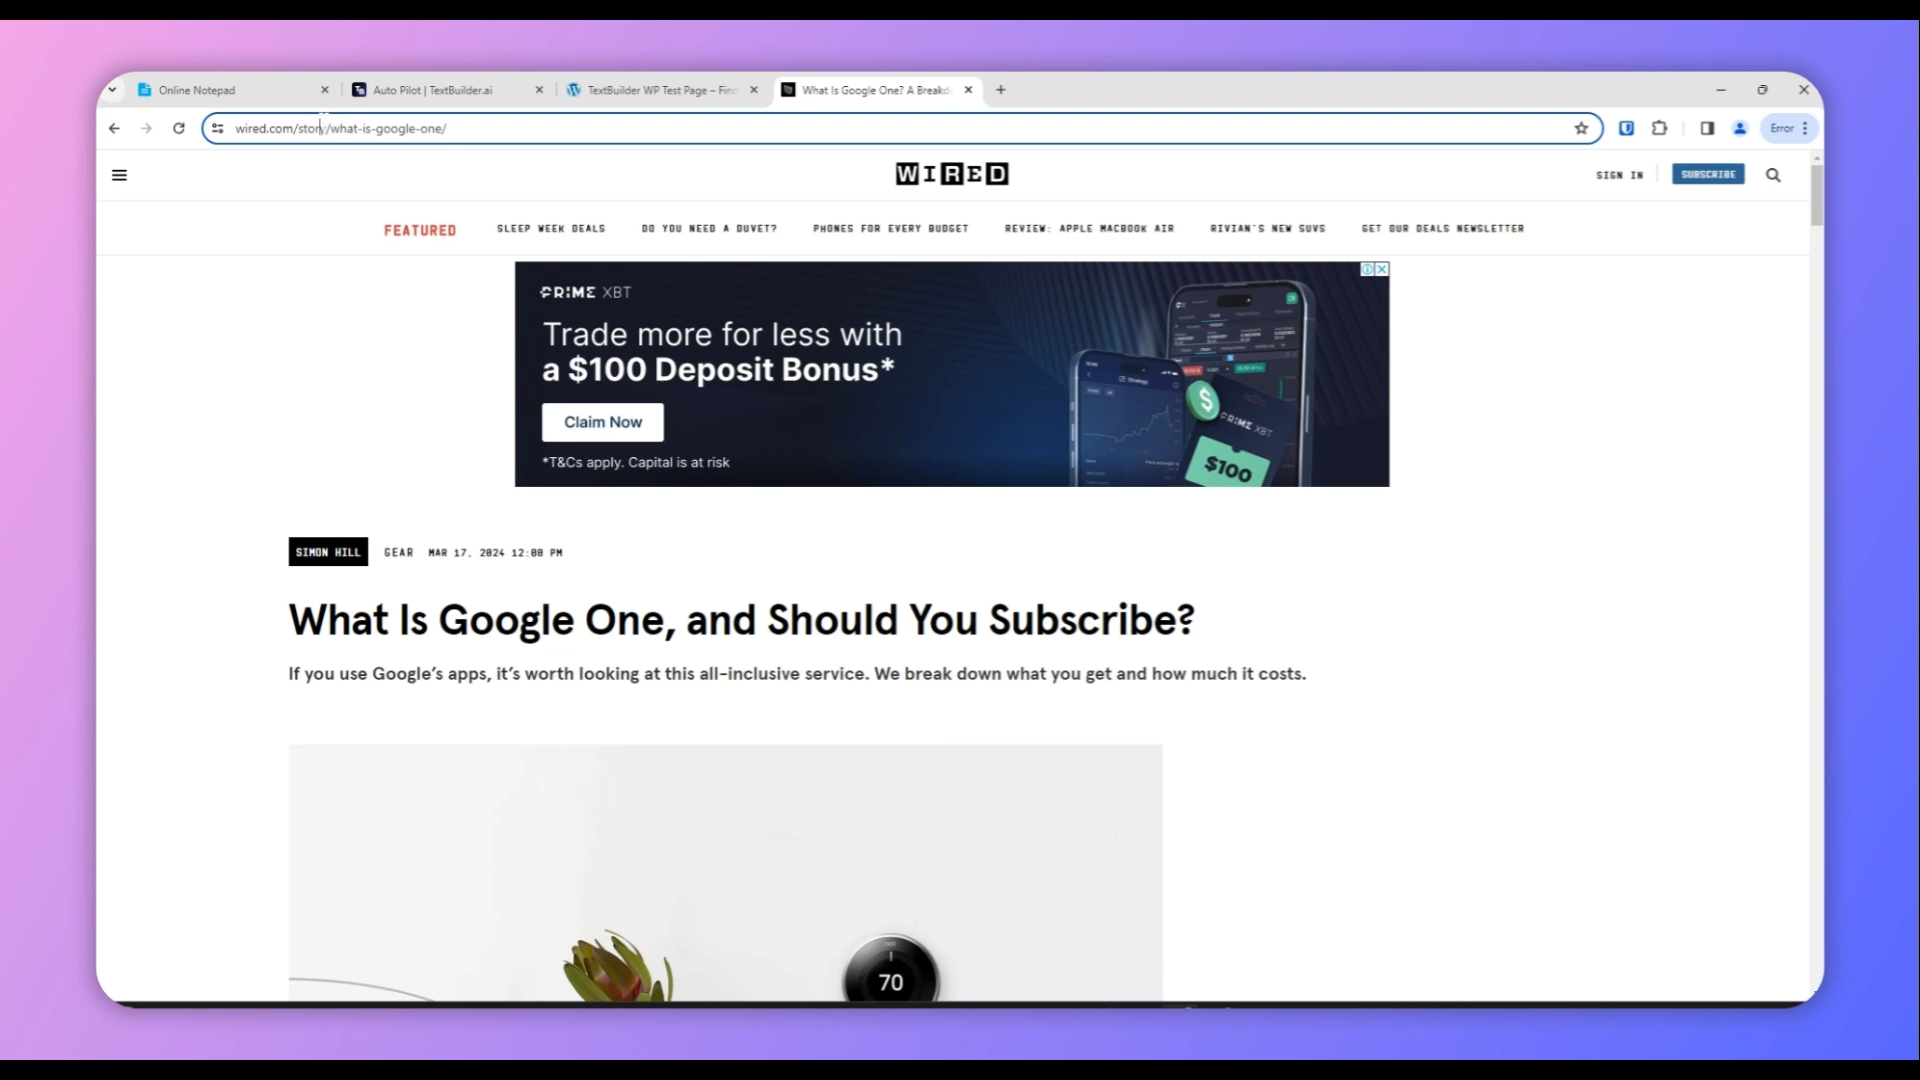 Online Notepad
Auto Pilot | TextBuilder.ai
TextBuilder WP Test Page – Find
What Is Google One? A Breakd
wired.com/story/what-is-google-one/
Error
WIRED
SIGN IN
SUBSCRIBE
FEATURED
SLEEP WEEK DEALS
DO YOU NEED A DUVET?
PHONES FOR EVERY BUDGET
REVIEW: APPLE MACBOOK AIR
RIVIAN'S NEW SUVS
GET OUR DEALS NEWSLETTER
PRIME XBT
Trade more for less with
a $100 Deposit Bonus*
Claim Now
*T&Cs apply. Capital is at risk
PRIME XBT
$100
SIMON HILL
GEAR
MAR 17, 2024 12:00 PM
What Is Google One, and Should You Subscribe?
If you use Google's apps, it's worth looking at this all-inclusive service. We break down what you get and how much it costs.
70